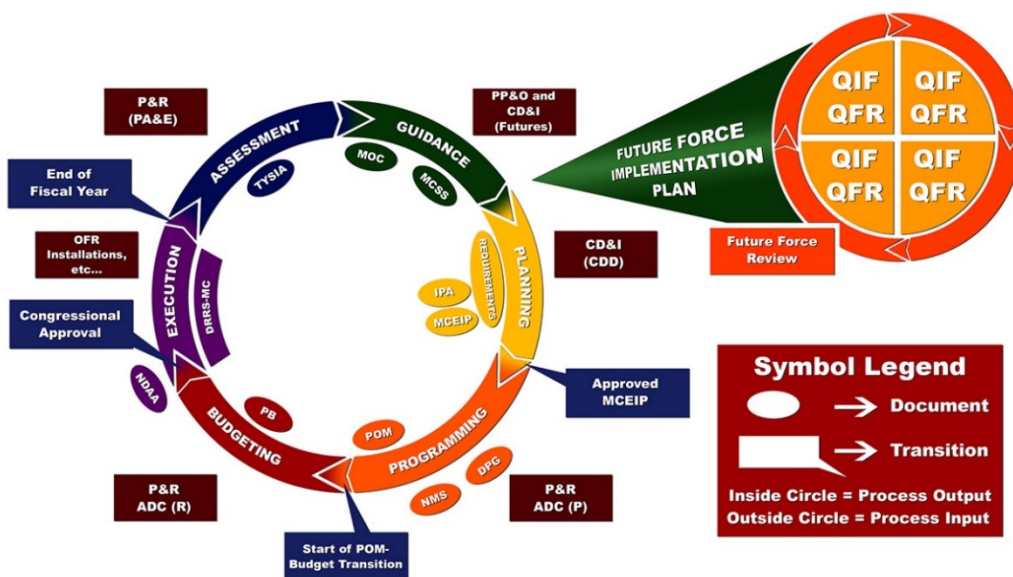 P&R
(PA&E)
PP&O and
CD&I
(Futures)
ASSESSMENT
GUIDANCE
TYSIA
MOC
MCSS
End of
Fiscal Year
OFR
Installations,
etc...
EXECUTION
DRRS-MC
Congressional
Approval
NDAA
PLANNING
REQUIREMENTS
IPA
MCEIP
CD&I
(CDD)
Approved
MCEIP
BUDGETING
PB
POM
PROGRAMMING
NMS
DPG
P&R
ADC (R)
P&R
ADC (P)
Start of POM-
Budget Transition
FUTURE FORCE
IMPLEMENTATION
PLAN
QIF
QFR
QIF
QFR
QIF
QFR
QIF
QFR
Future Force
Review
Symbol Legend
Document
Transition
Inside Circle = Process Output
Outside Circle = Process Input